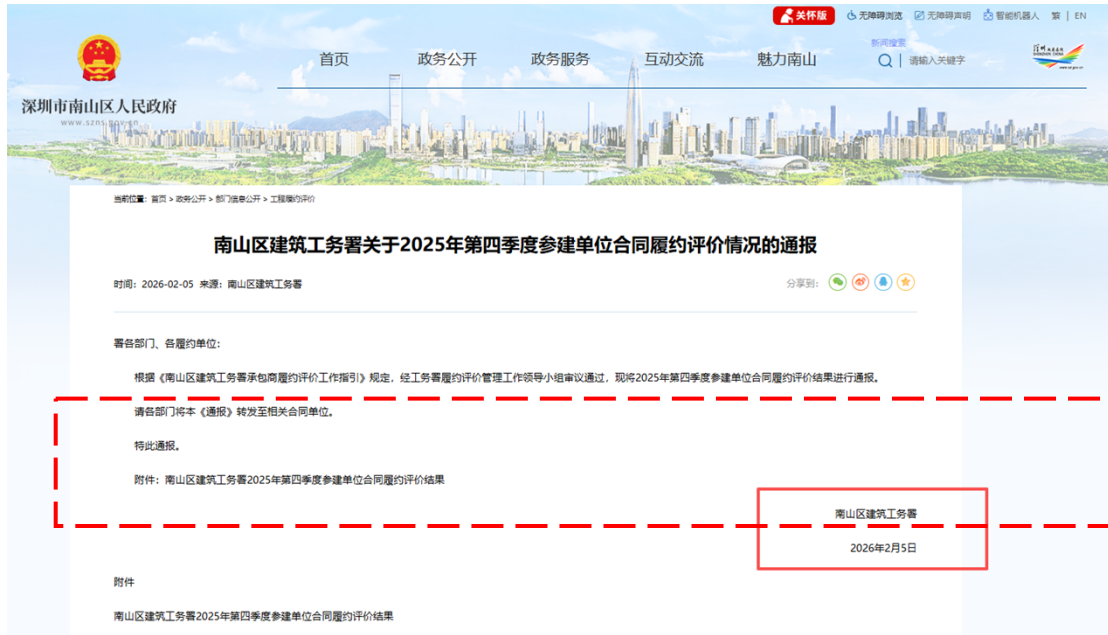 关怀版 无障碍浏览 无障碍声明 智能机器人 繁 | EN
首页 政务公开 政务服务 互动交流 魅力南山
新闻搜索
请输入关键字
深圳市南山区人民政府
www.szns.gov.cn
当前位置：首页 > 政务公开 > 部门信息公开 > 工程履约评价
南山区建筑工务署关于2025年第四季度参建单位合同履约评价情况的通报
时间：2026-02-05 来源：南山区建筑工务署
分享到：
署各部门、各履约单位：
根据《南山区建筑工务署承包商履约评价工作指引》规定，经工务署履约评价管理工作领导小组审议通过，现将2025年第四季度参建单位合同履约评价结果进行通报。
请各部门将本《通报》转发至相关合同单位。
特此通报。
附件：南山区建筑工务署2025年第四季度参建单位合同履约评价结果
南山区建筑工务署
2026年2月5日
附件
南山区建筑工务署2025年第四季度参建单位合同履约评价结果